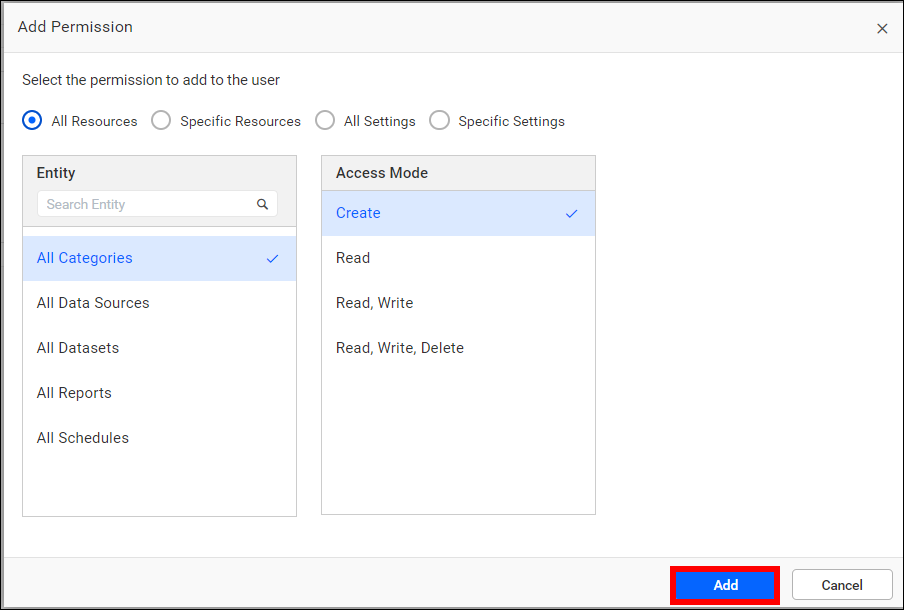 Add Permission
Select the permission to add to the user
All Resources Specific Resources All Settings Specific Settings
Entity
Search Entity
All Categories
All Data Sources
All Datasets
All Reports
All Schedules
Access Mode
Create
Read
Read, Write
Read, Write, Delete
Add Cancel